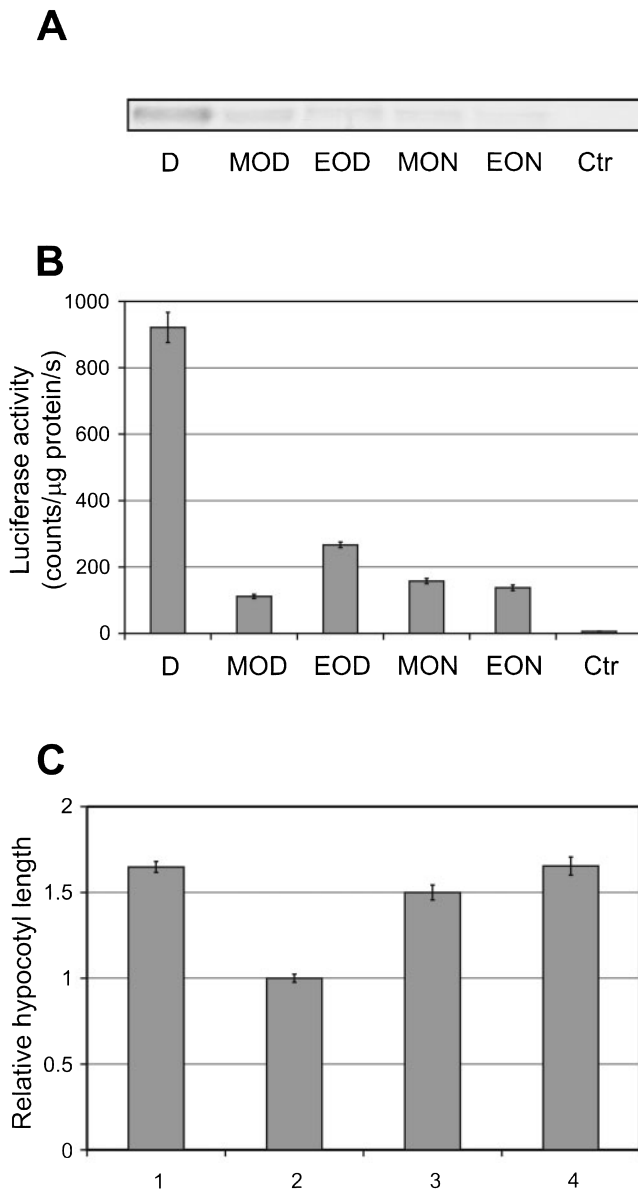 A
D MOD EOD MON EON Ctr
B
Luciferase activity
(counts/μg protein/s)
1000
800
600
400
200
0
D MOD EOD MON EON Ctr
C
Relative hypocotyl length
2
1.5
1
0.5
0
1 2 3 4